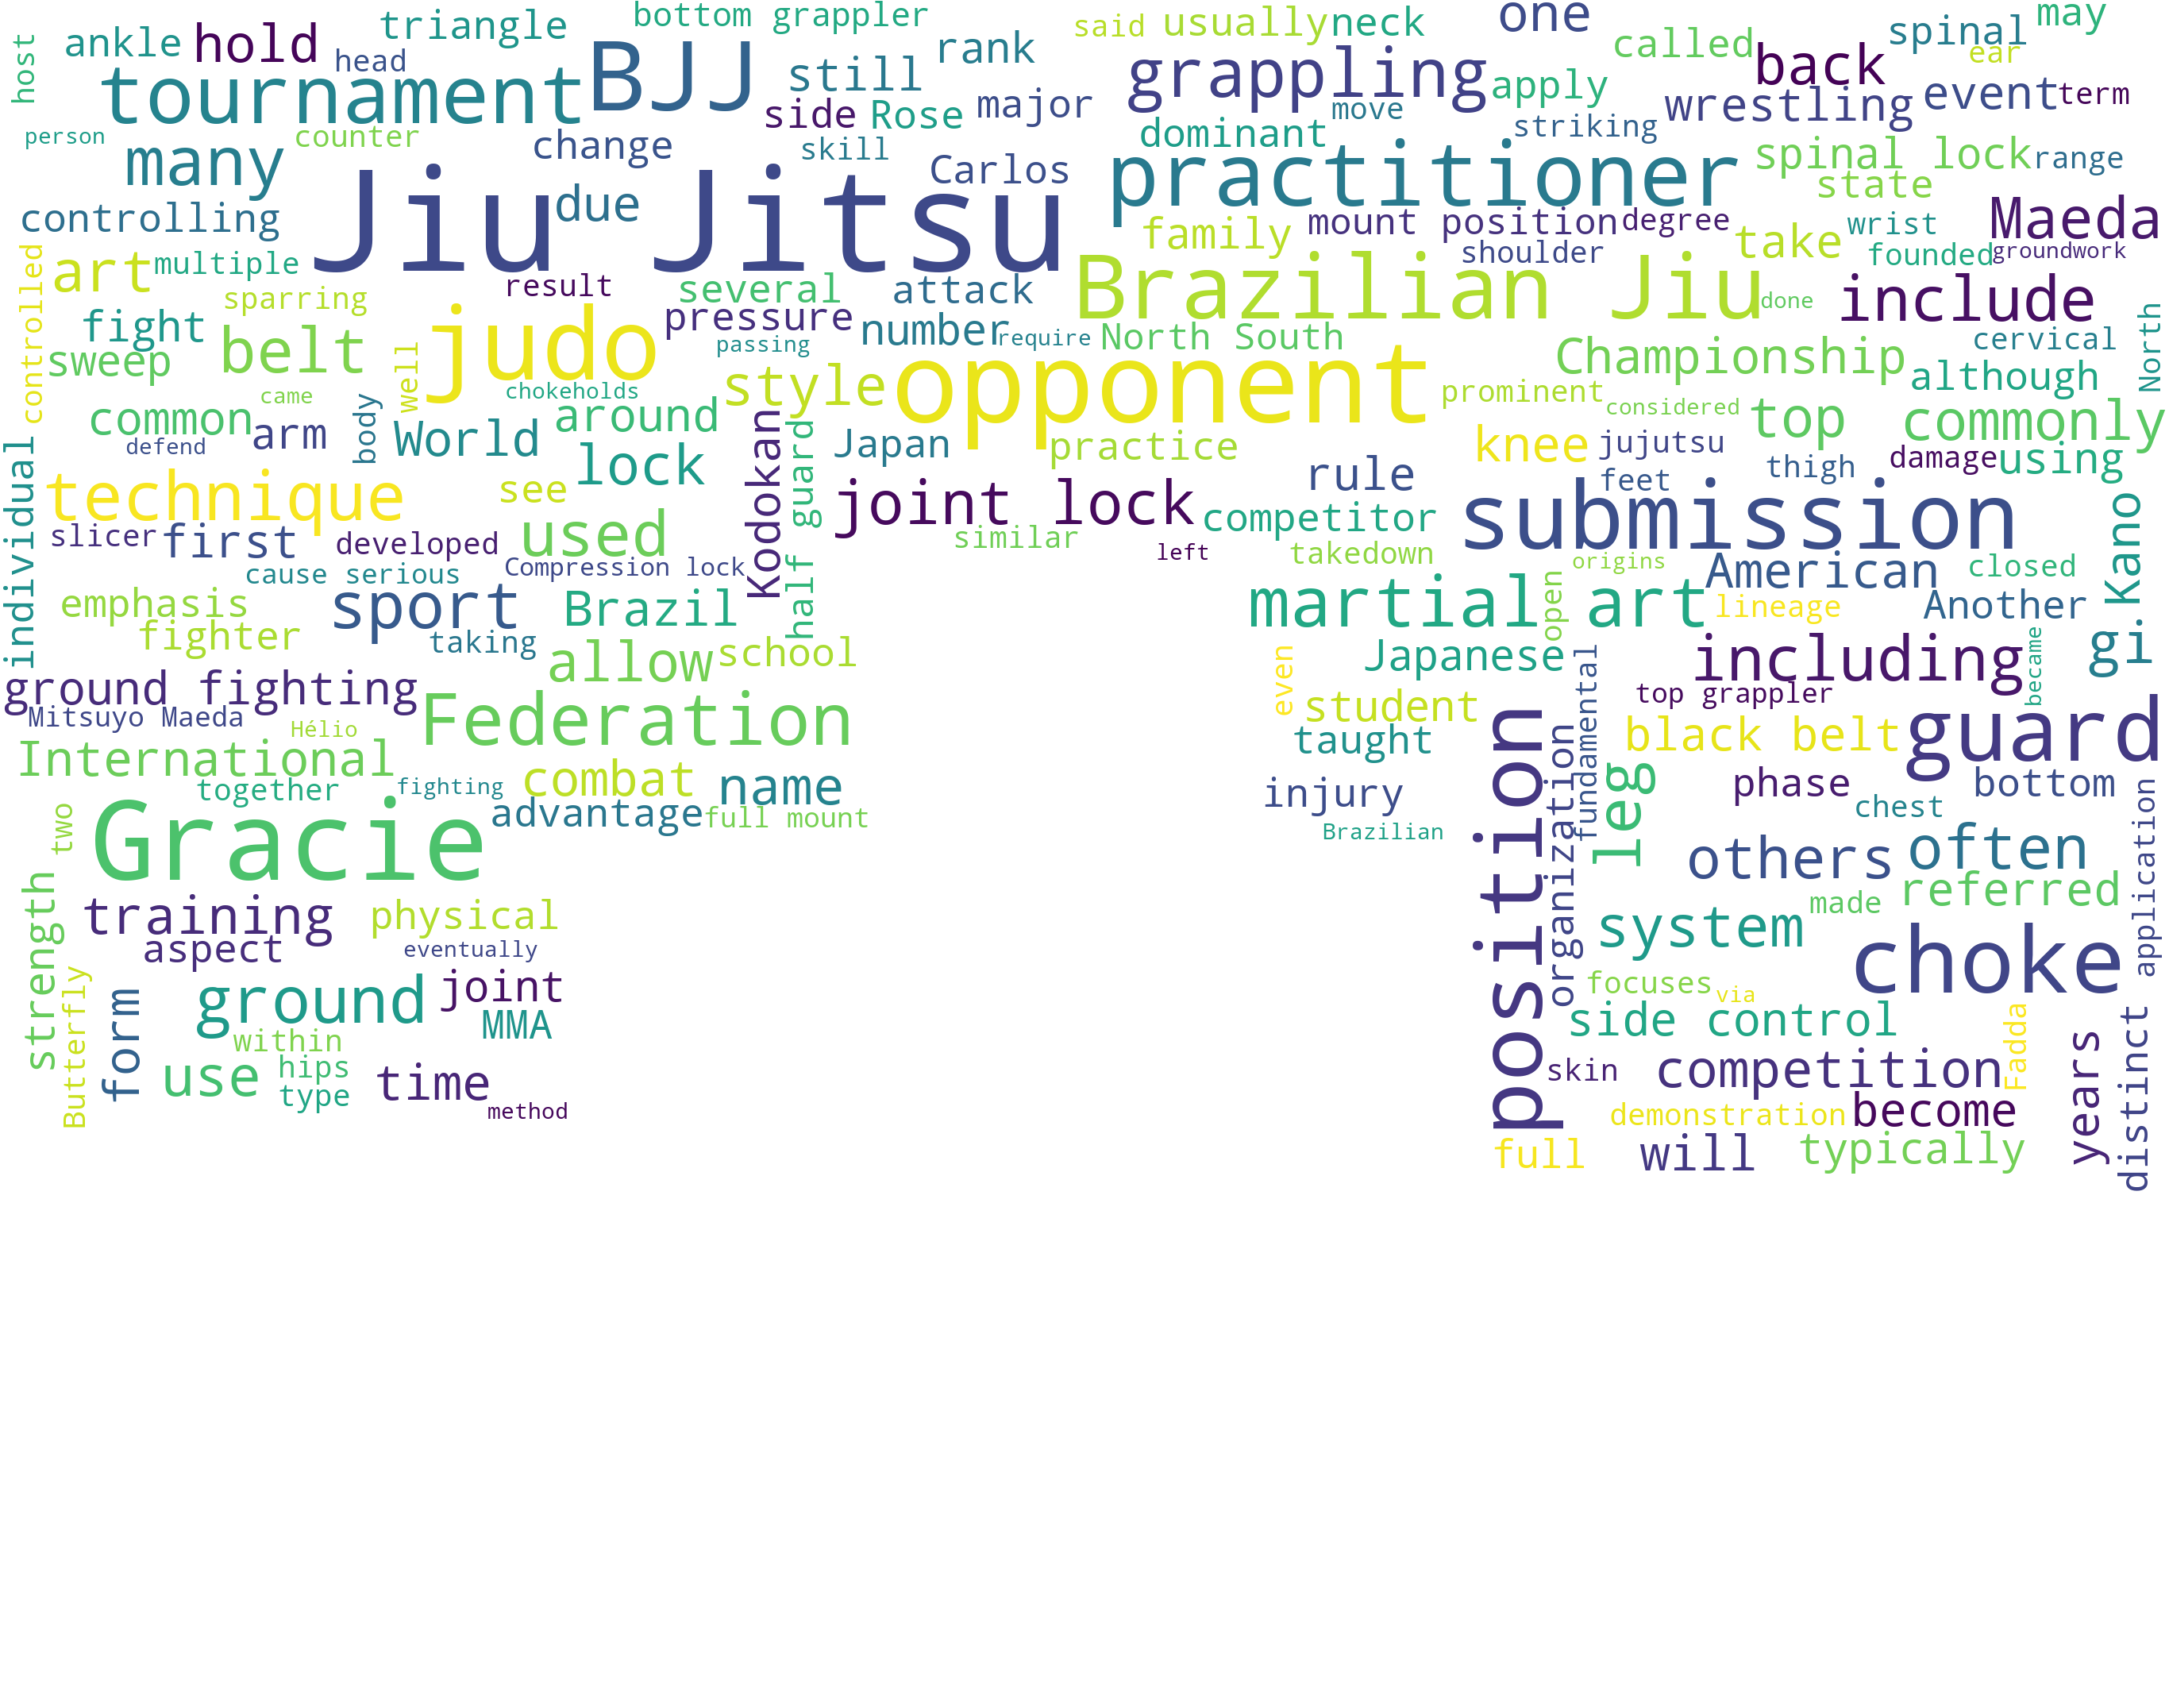 bottom grappler
said
usually
neck
one
may
triangle
ankle
hold
host
head
tournament
BJJ
still
rank
grappling
apply
called
back
spinal
ear
event
term
wrestling
side
Rose
major
move
striking
dominant
person
counter
many
change
skill
Carlos
practitioner
spinal lock
range
state
controlling
Jiu Jitsu
due
family
mount position
degree
take
wrist
Maeda
founded
groundwork
shoulder
controlled
art
multiple
result
several
attack
Brazilian Jiu
done
include
sparring
fight
belt
judo
pressure
number
require
North South
passing
Championship
cervical
North
sweep
well
came
chokeholds
style
opponent
prominent
considered
although
common
defend
arm
body
World
around
lock
Kodokan
half guard
Japan
practice
knee
jujutsu
top
commonly
individual
technique
see
used
joint lock
rule
competitor
feet
thigh
damage
using
submission
slicer
first
developed
similar
left
takedown
origins
cause serious
Compression lock
American
closed
Kano
emphasis
sport
Brazil
martial art
open
lineage
Another
fighter
taking
allow
school
Japanese
fundamental
including
became
gi
ground fighting
Mitsuyo Maeda
Hélio
Federation
even
student
top grappler
taught
position
organization
black belt
guard
International
together
fighting
combat
name
injury
leg
phase
bottom
two
Gracie
advantage
full mount
Brazilian
chest
application
others
often
strength
training
physical
made
referred
aspect
eventually
system
choke
Butterfly
form
ground
joint
MMA
focuses
via
within
side control
Fadda
years
distinct
use
hips
type
time
method
skin
competition
demonstration
become
full
will
typically